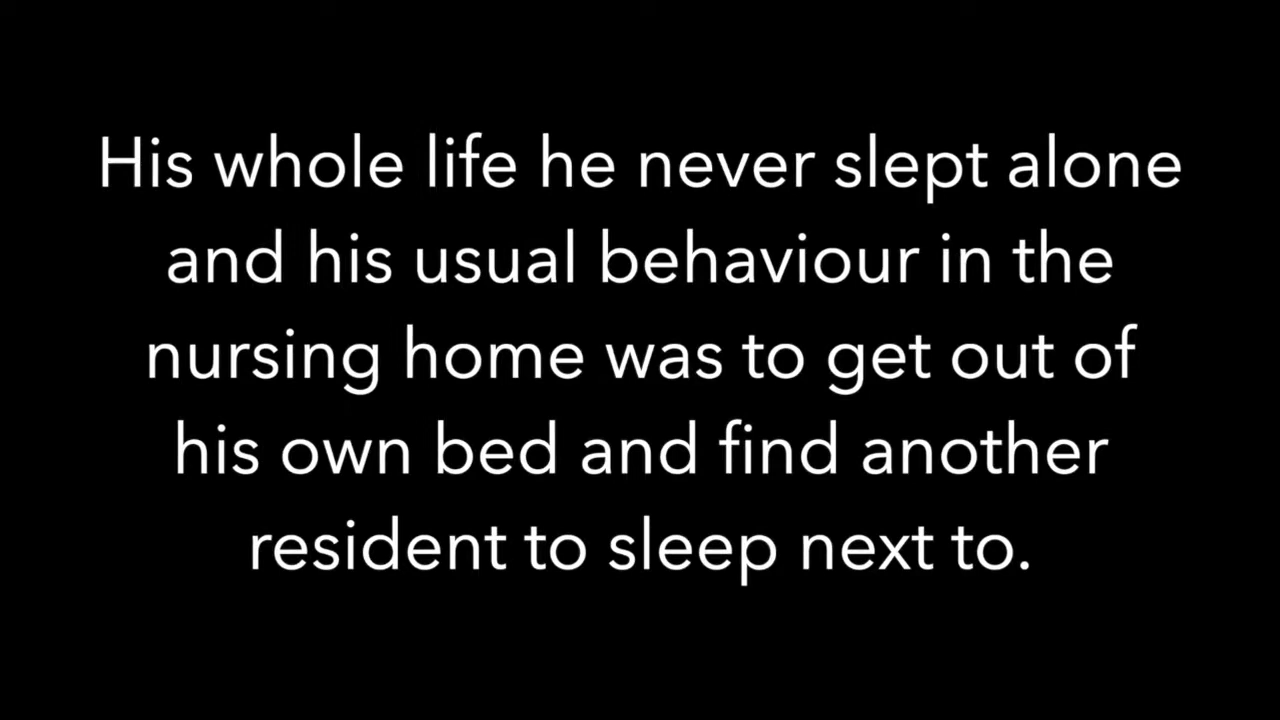 His whole life he never slept alone
and his usual behaviour in the
nursing home was to get out of
his own bed and find another
resident to sleep next to.